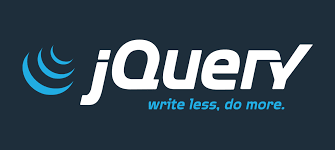 jQuery
write less, do more.